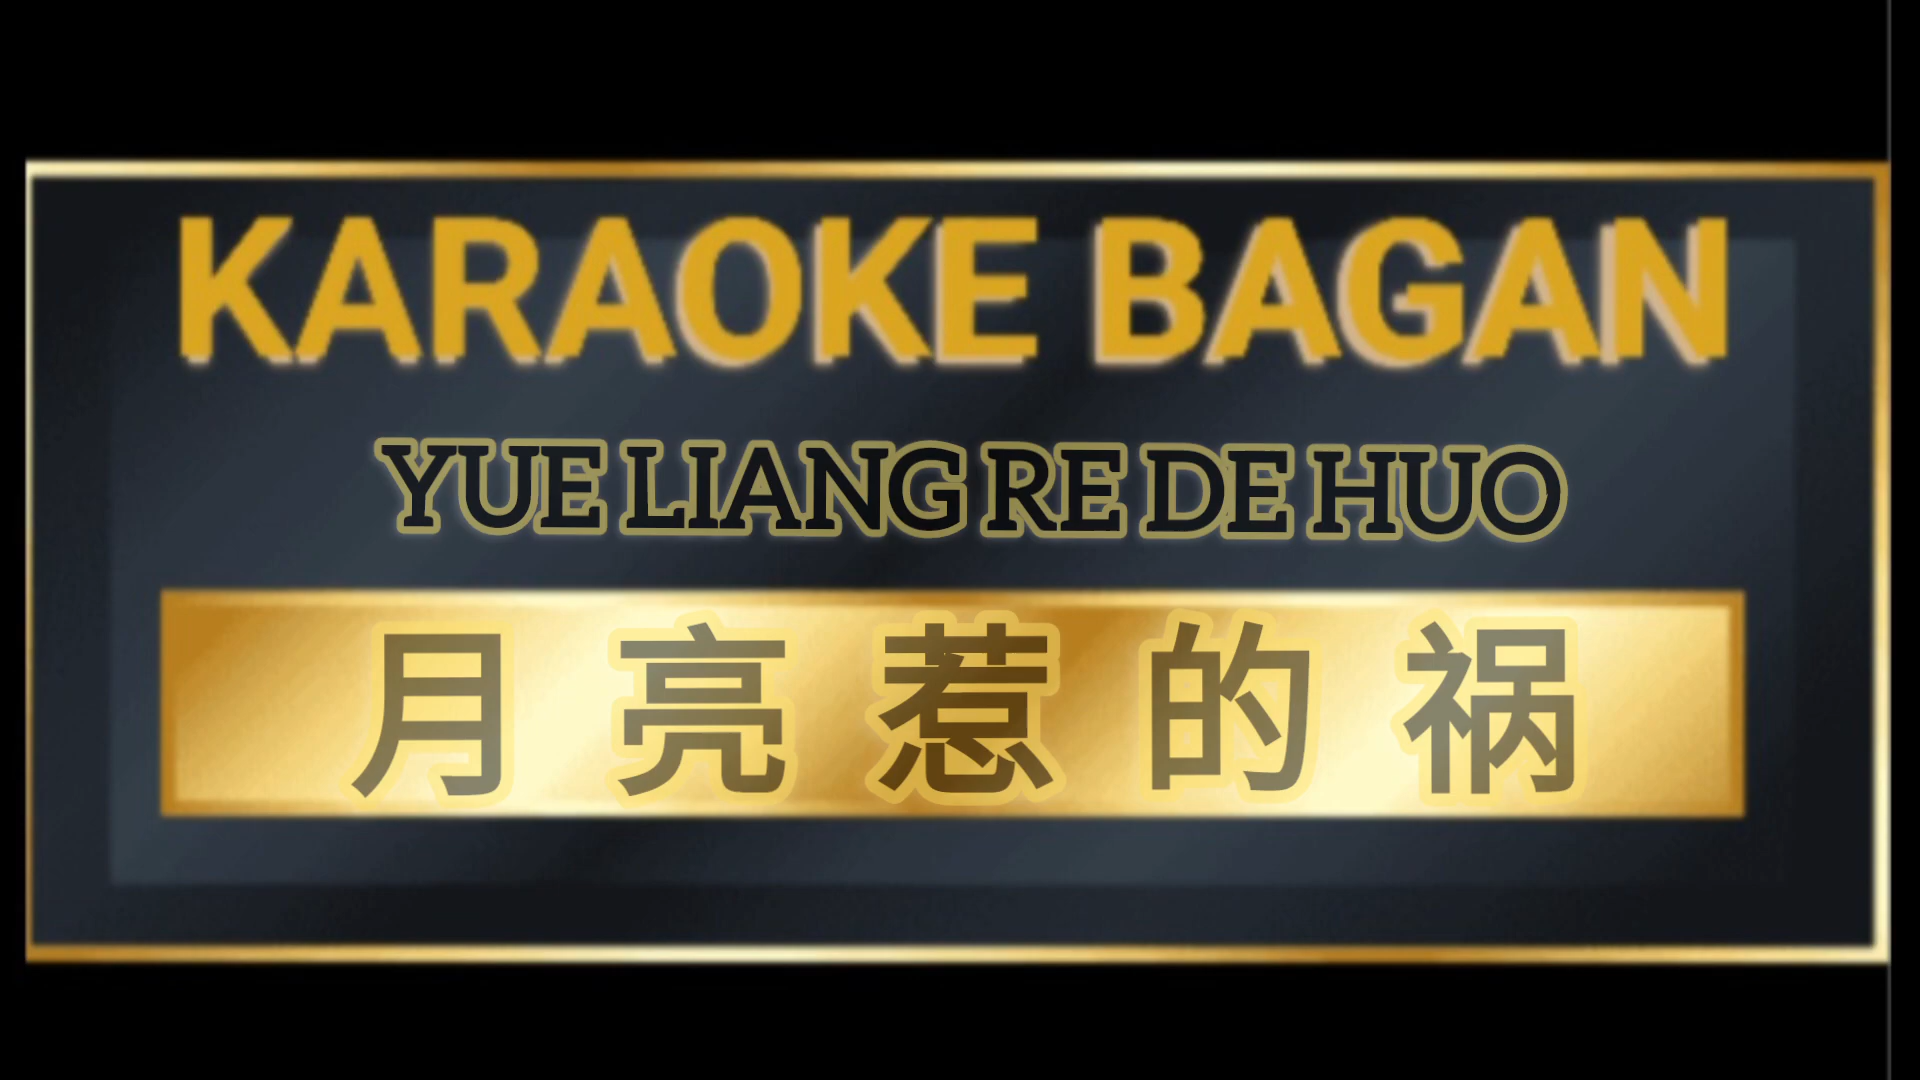 KARAOKE BAGAN
YUE LIANG RE DE HUO
月亮惹的祸